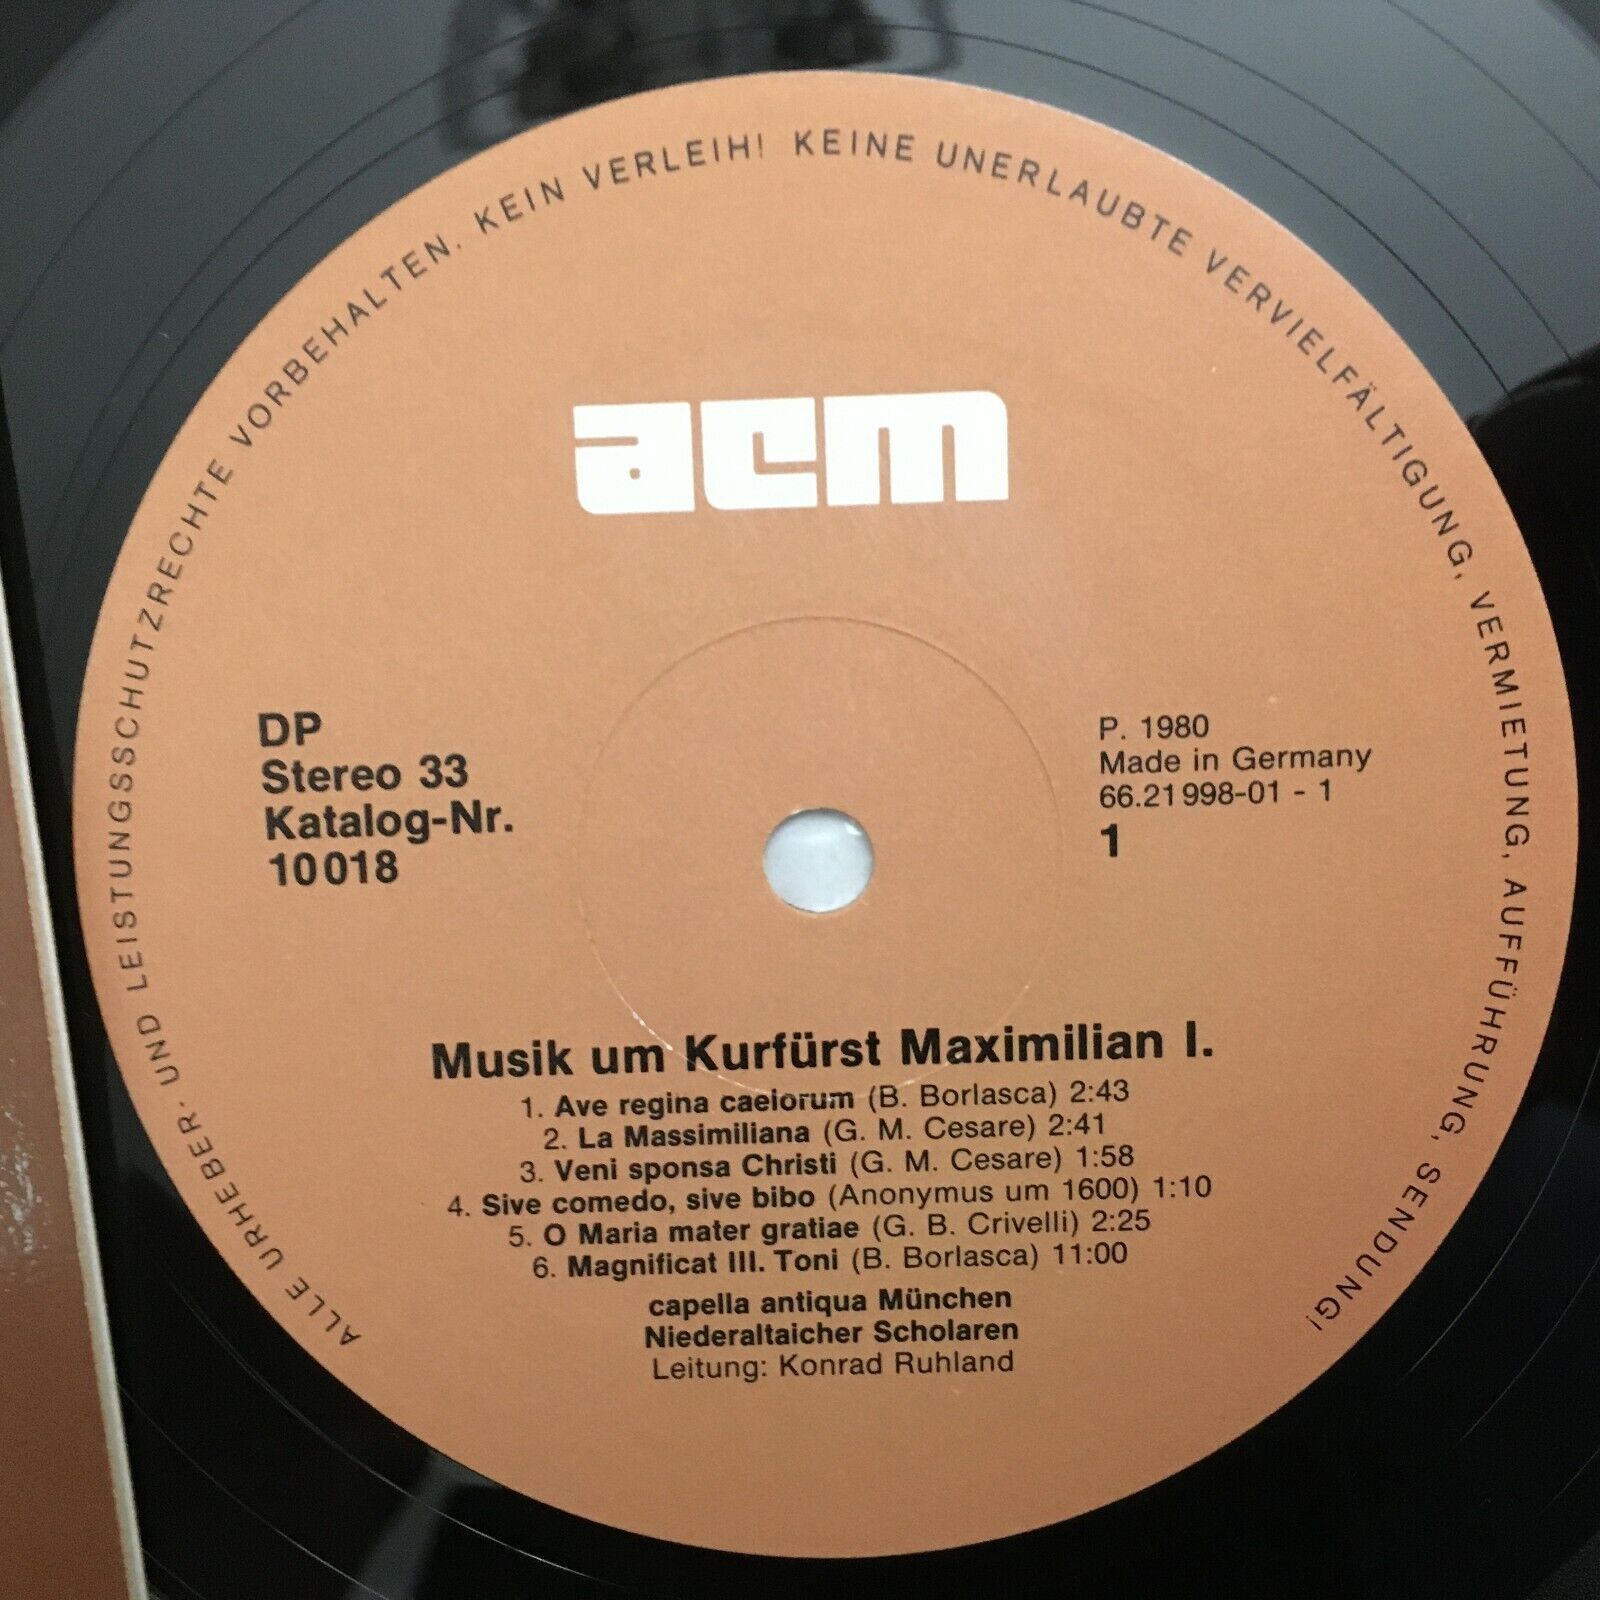 ALLE URHEBER- UND LEISTUNGSSCHUTZRECHTE VORBEHALTEN. KEIN VERLEIH! KEINE UNERLAUBTE VERVIELFÄLTIGUNG, VERMIETUNG, AUFFÜHRUNG, SENDUNG!
acm
DP
Stereo 33
Katalog-Nr.
10018
P. 1980
Made in Germany
66.21998-01 - 1
1
Musik um Kurfürst Maximilian I.
1. Ave regina caelorum (B. Borlasca) 2:43
2. La Massimiliana (G. M. Cesare) 2:41
3. Veni sponsa Christi (G. M. Cesare) 1:58
4. Sive comedo, sive bibo (Anonymus um 1600) 1:10
5. O Maria mater gratiae (G. B. Crivelli) 2:25
6. Magnificat III. Toni (B. Borlasca) 11:00
capella antiqua München
Niederaltaicher Scholaren
Leitung: Konrad Ruhland